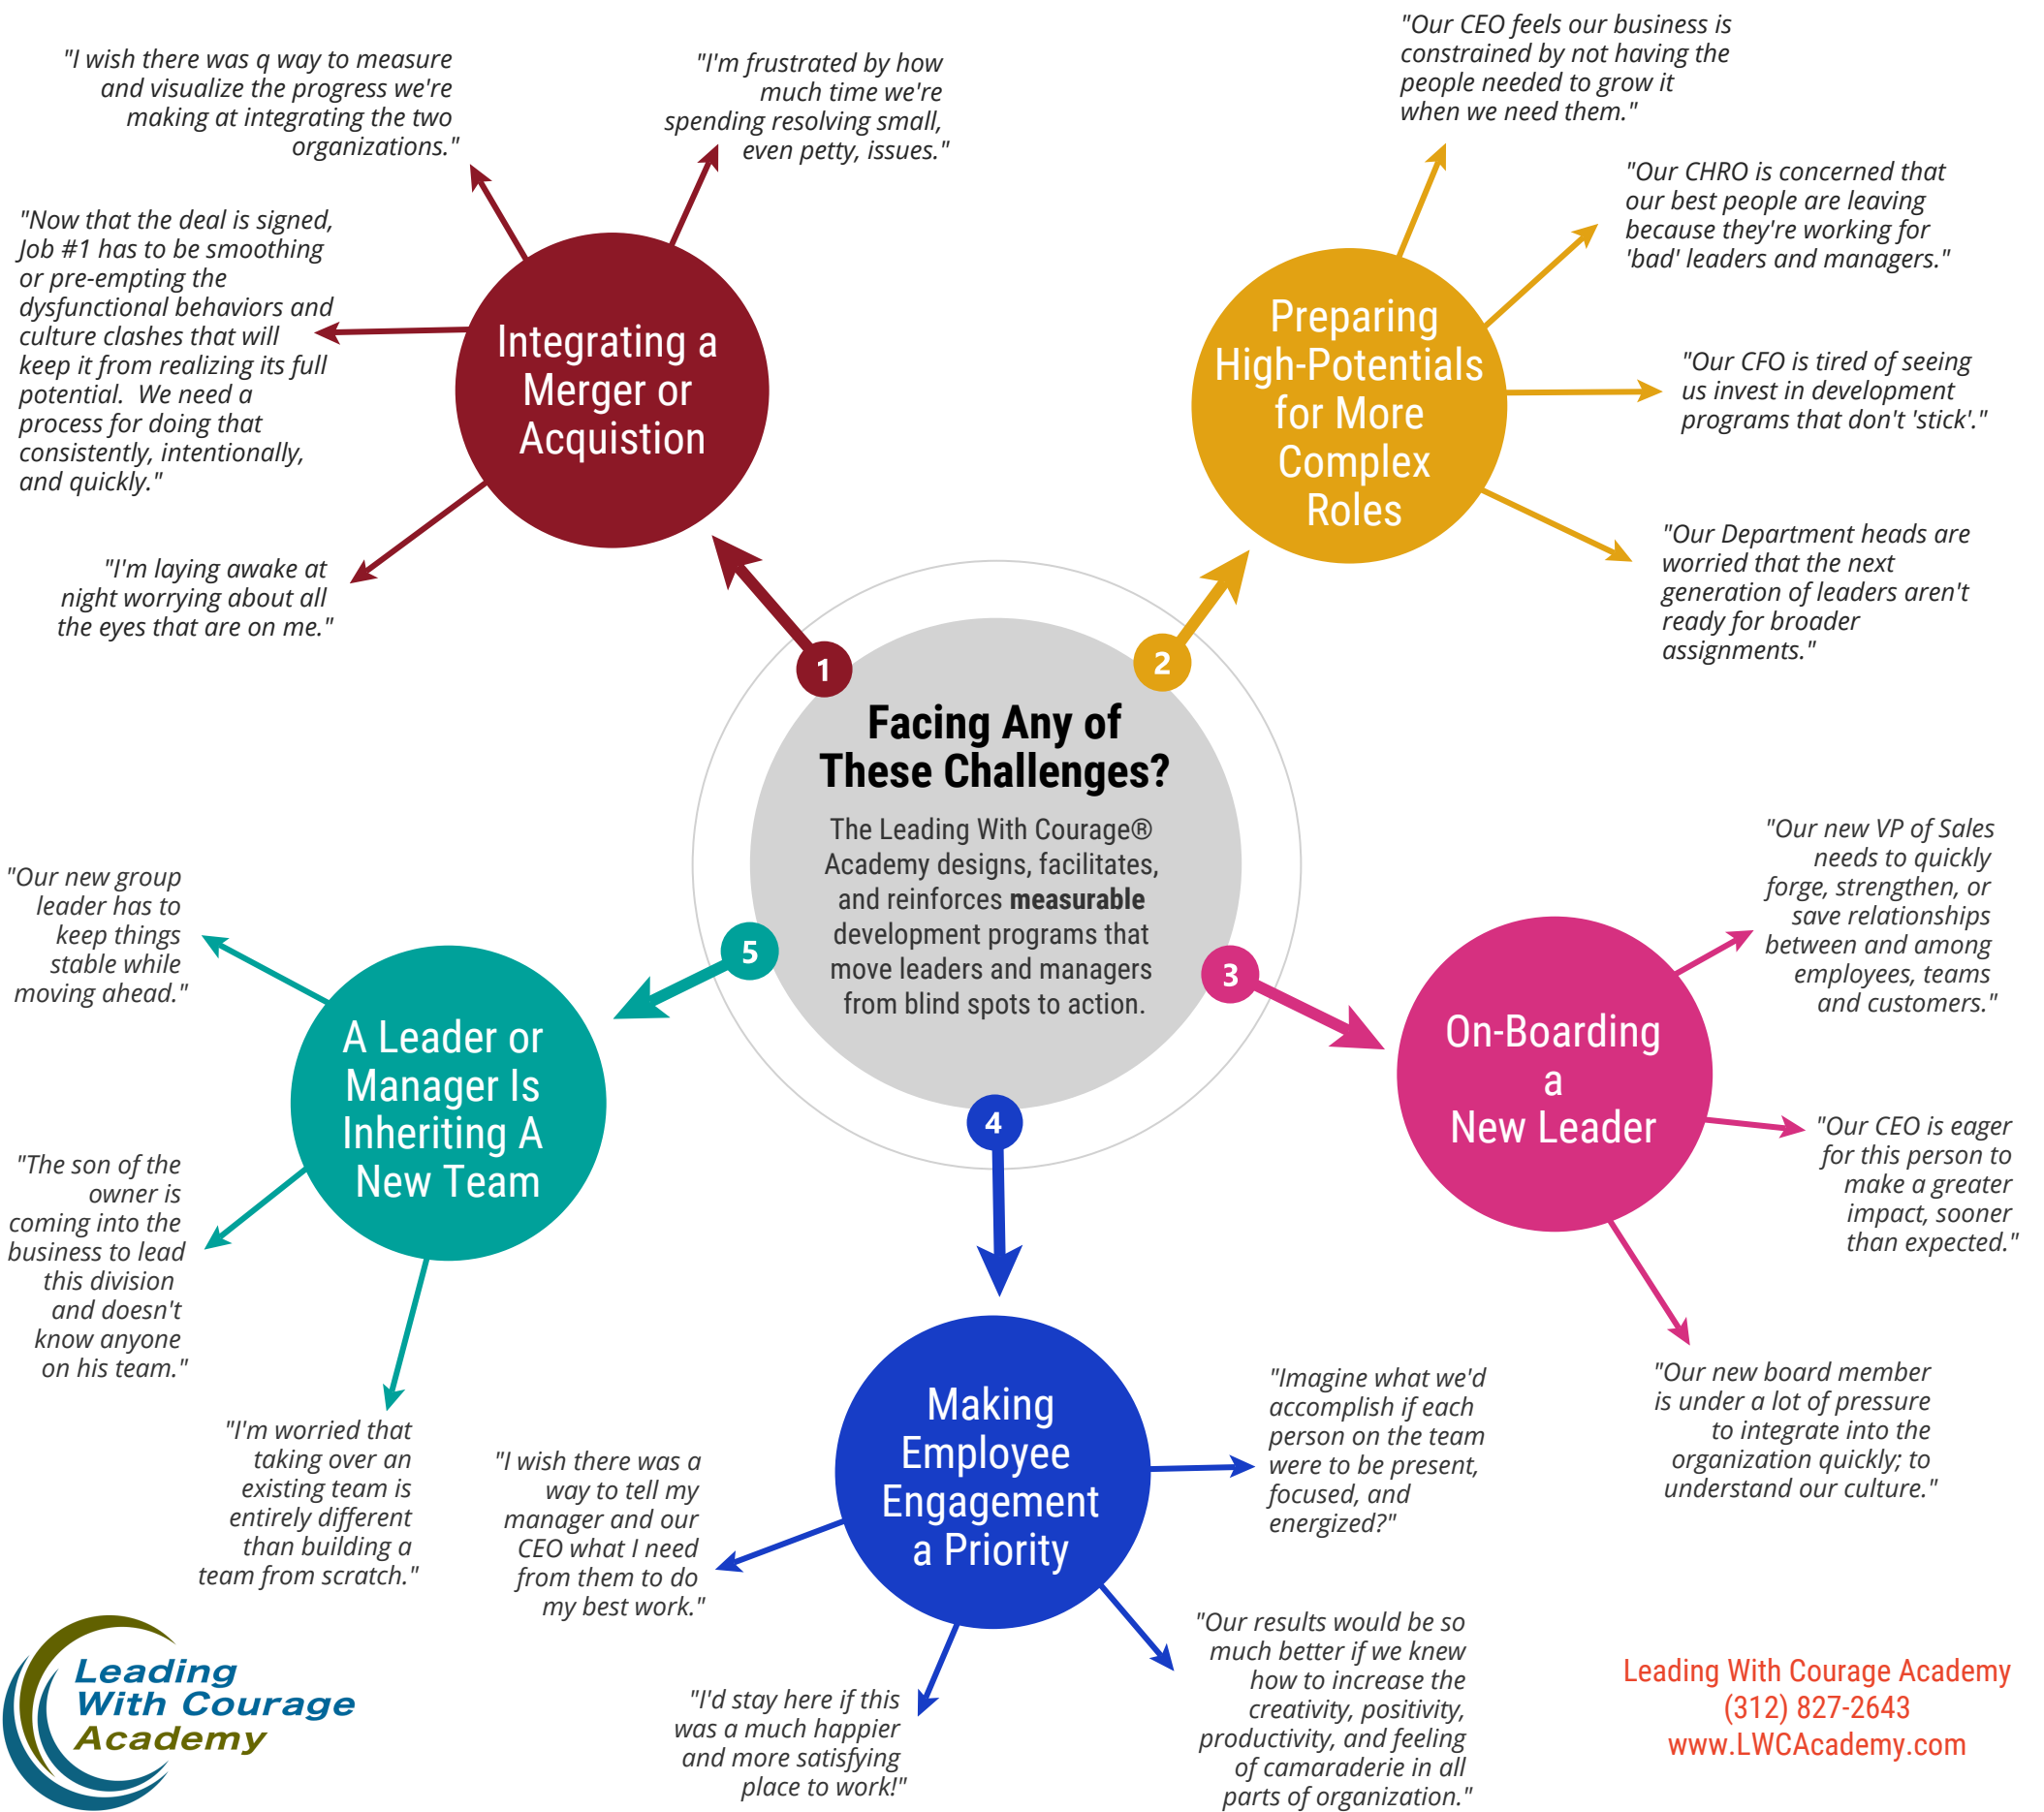 "I wish there was q way to measure
and visualize the progress we're
making at integrating the two
organizations."
"I'm frustrated by how
much time we're
spending resolving small,
even petty, issues."
"Now that the deal is signed,
Job #1 has to be smoothing
or pre-empting the
dysfunctional behaviors and
culture clashes that will
keep it from realizing its full
potential.  We need a
process for doing that
consistently, intentionally,
and quickly."
"I'm laying awake at
night worrying about all
the eyes that are on me."
Integrating a
Merger or
Acquistion
"Our CEO feels our business is
constrained by not having the
people needed to grow it
when we need them."
"Our CHRO is concerned that
our best people are leaving
because they're working for
'bad' leaders and managers."
"Our CFO is tired of seeing
us invest in development
programs that don't 'stick'."
"Our Department heads are
worried that the next
generation of leaders aren't
ready for broader
assignments."
Preparing
High-Potentials
for More
Complex
Roles
1
2
Facing Any of
These Challenges?
The Leading With Courage®
Academy designs, facilitates,
and reinforces measurable
development programs that
move leaders and managers
from blind spots to action.
3
4
5
On-Boarding
a
New Leader
"Our new VP of Sales
needs to quickly
forge, strengthen, or
save relationships
between and among
employees, teams
and customers."
"Our CEO is eager
for this person to
make a greater
impact, sooner
than expected."
"Our new board member
is under a lot of pressure
to integrate into the
organization quickly; to
understand our culture."
Making
Employee
Engagement
a Priority
"Imagine what we'd
accomplish if each
person on the team
were to be present,
focused, and
energized?"
"Our results would be so
much better if we knew
how to increase the
creativity, positivity,
productivity, and feeling
of camaraderie in all
parts of organization."
"I'd stay here if this
was a much happier
and more satisfying
place to work!"
"I wish there was a
way to tell my
manager and our
CEO what I need
from them to do
my best work."
A Leader or
Manager Is
Inheriting A
New Team
"Our new group
leader has to
keep things
stable while
moving ahead."
"The son of the
owner is
coming into the
business to lead
this division
and doesn't
know anyone
on his team."
"I'm worried that
taking over an
existing team is
entirely different
than building a
team from scratch."
Leading
With Courage
Academy
Leading With Courage Academy
(312) 827-2643
www.LWCAcademy.com